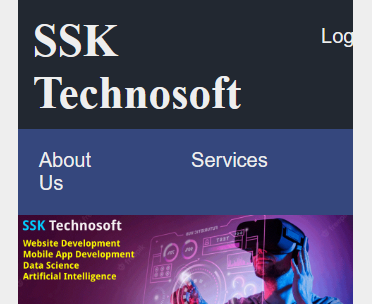 SSK
Technosoft
Log
About
Us
Services
SSK Technosoft
Website Development
Mobile App Development
Data Science
Artificial Intelligence